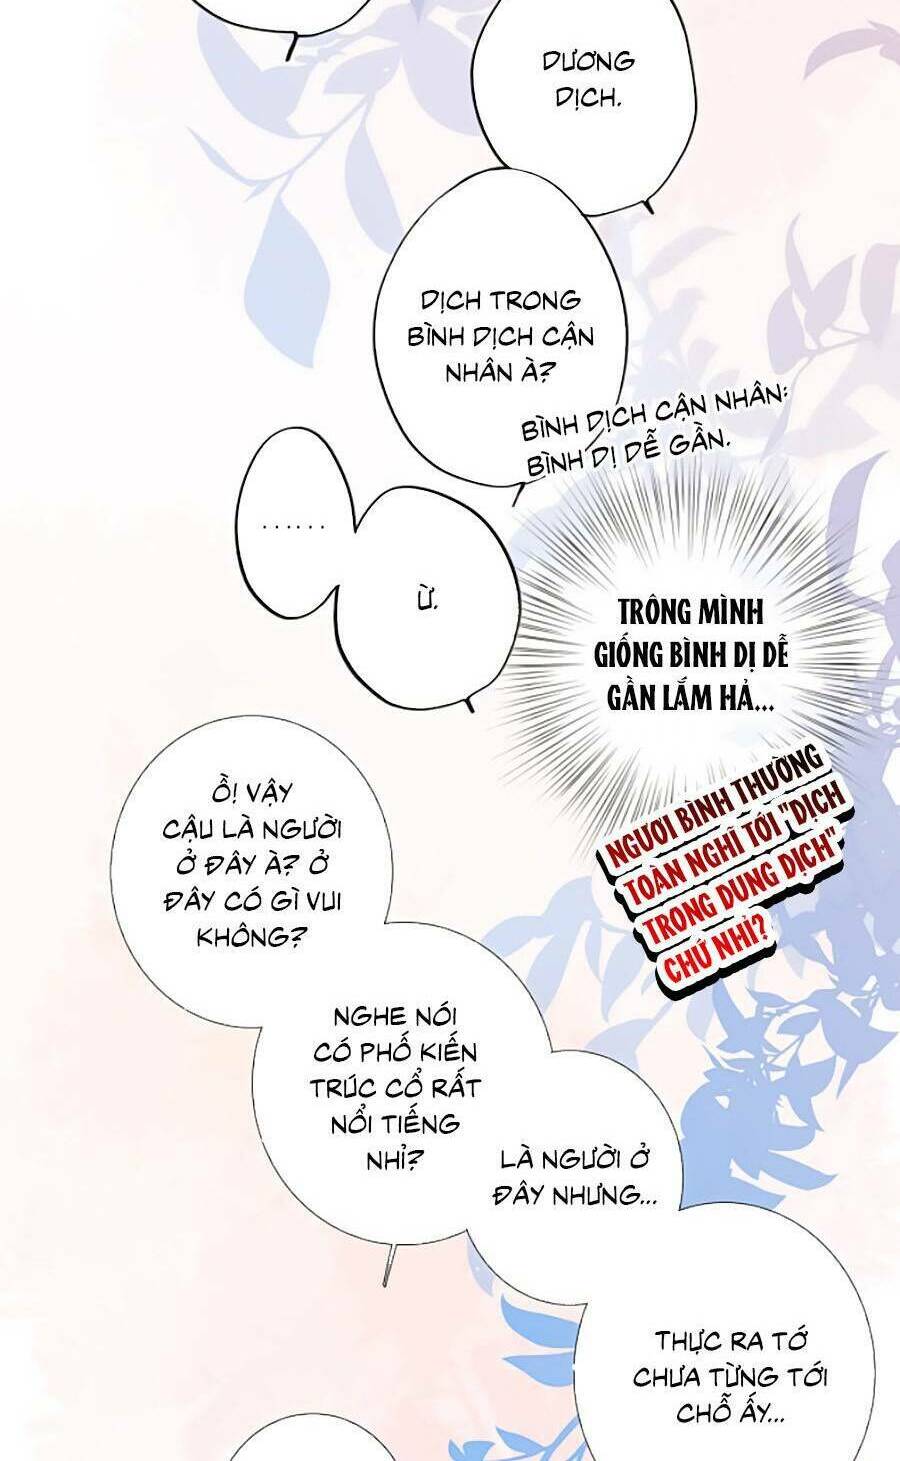 DƯƠNG
DỊCH.
DỊCH TRONG
BÌNH DỊCH CẬN
NHÂN À?
BÌNH DỊCH CẬN NHÂN:
BÌNH DỊ DỄ GẦN.
......
Ừ.
TRÔNG MÌNH
GIỐNG BÌNH DỊ DỄ
GẦN LẮM HẢ...
NGƯƠI BÌNH THƯỜNG
TOÀN NGHĨ TỚI "DỊCH
TRONG DUNG DỊCH"
CHỨ NHỈ?
Ồ! VẬY
CẬU LÀ NGƯỜI
Ở ĐÂY À? Ở
ĐÂY CÓ GÌ VUI
KHÔNG?
NGHE NÓI
CÓ PHỐ KIẾN
TRÚC CỔ RẤT
NỔI TIẾNG
NHỈ?
LÀ NGƯỜI Ở
ĐÂY NHƯNG...
THỰC RA TỚ
CHƯA TỪNG TỚI
CHỖ ẤY...